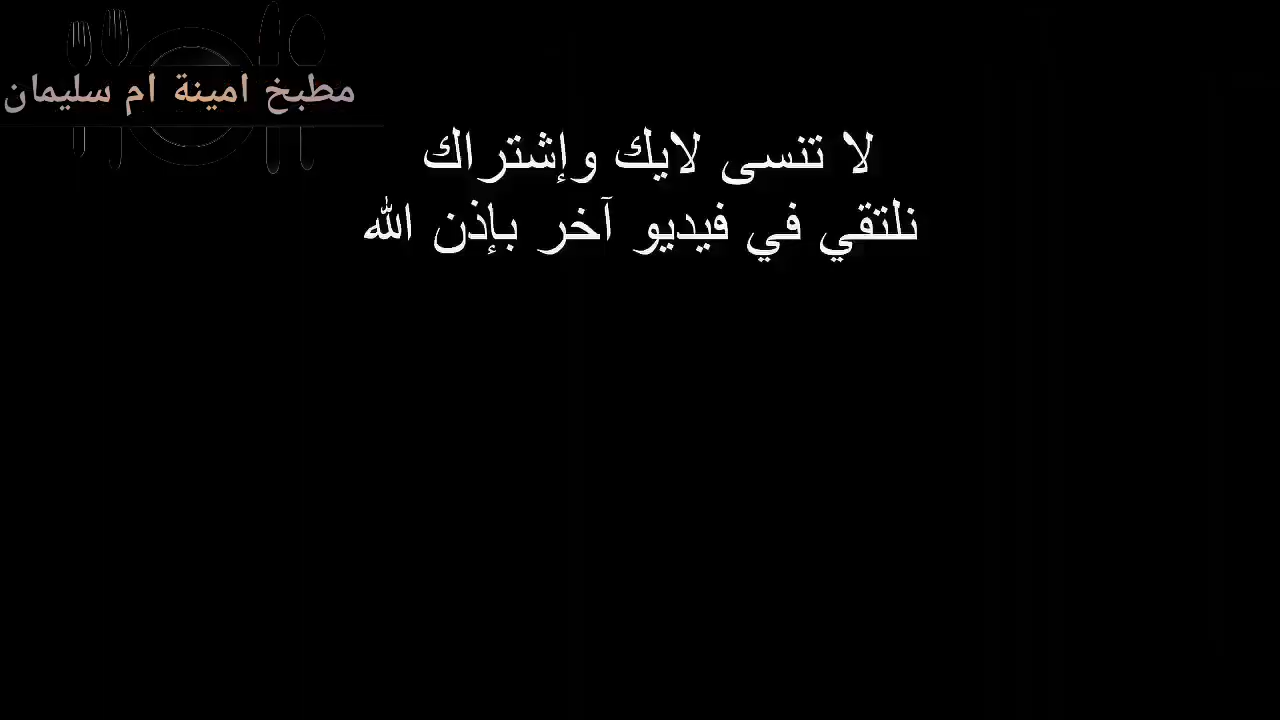 مطبخ امينة ام سليمان
لا تنسى لايك وإشتراك
نلتقي في فيديو آخر بإذن الله